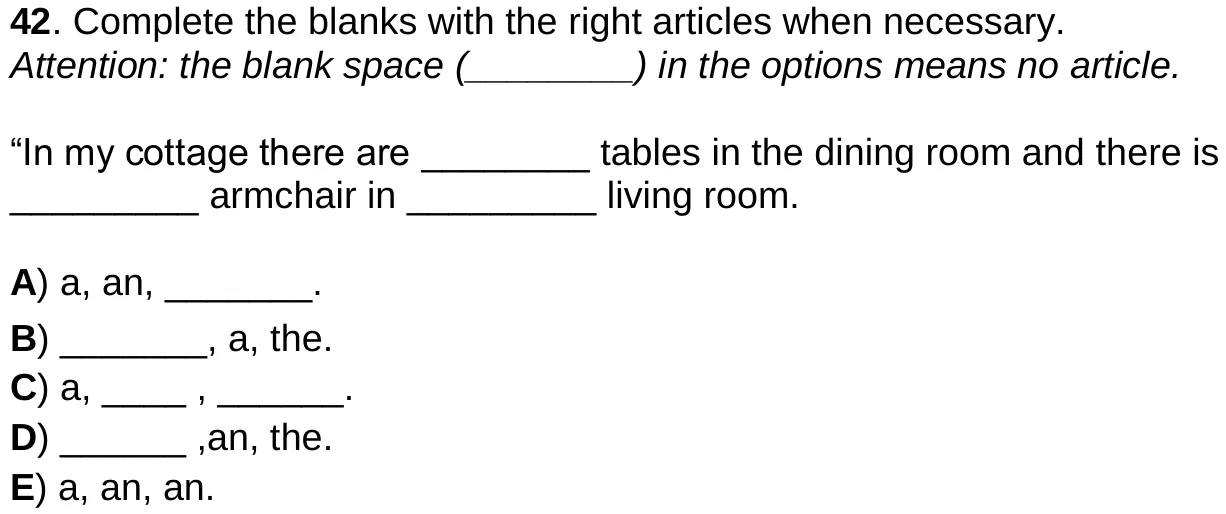 42. Complete the blanks with the right articles when necessary.
Attention: the blank space (________) in the options means no article.
“In my cottage there are ________ tables in the dining room and there is
_________ armchair in _________ living room.
A) a, an, _______.
B) _______, a, the.
C) a, ____ , ______.
D) ______ ,an, the.
E) a, an, an.